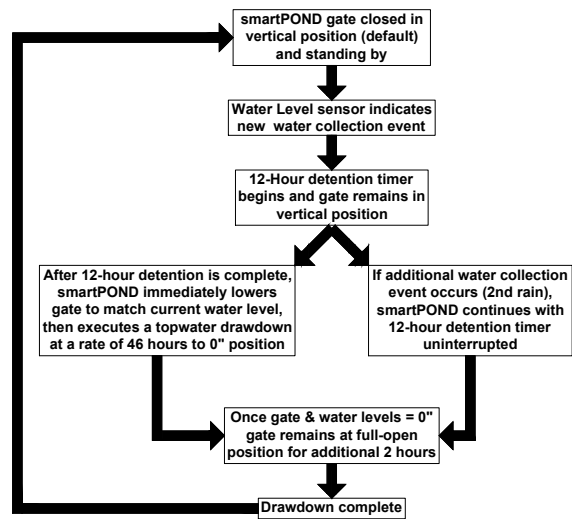 smartPOND gate closed in
vertical position (default)
and standing by
Water Level sensor indicates
new water collection event
12-Hour detention timer
begins and gate remains in
vertical position
After 12-hour detention is complete,
smartPOND immediately lowers
gate to match current water level,
then executes a topwater drawdown
at a rate of 46 hours to 0" position
If additional water collection
event occurs (2nd rain),
smartPOND continues with
12-hour detention timer
uninterrupted
Once gate & water levels = 0"
gate remains at full-open
position for additional 2 hours
Drawdown complete